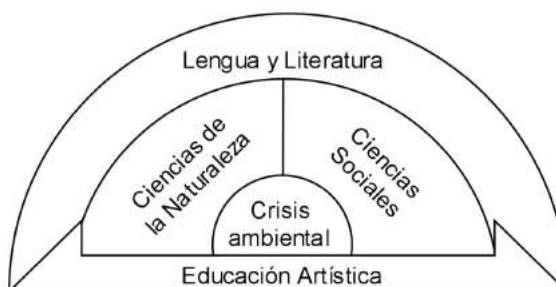 Lengua y Literatura
Ciencias de
la Naturaleza
Ciencias
Sociales
Crisis
ambiental
Educación Artística